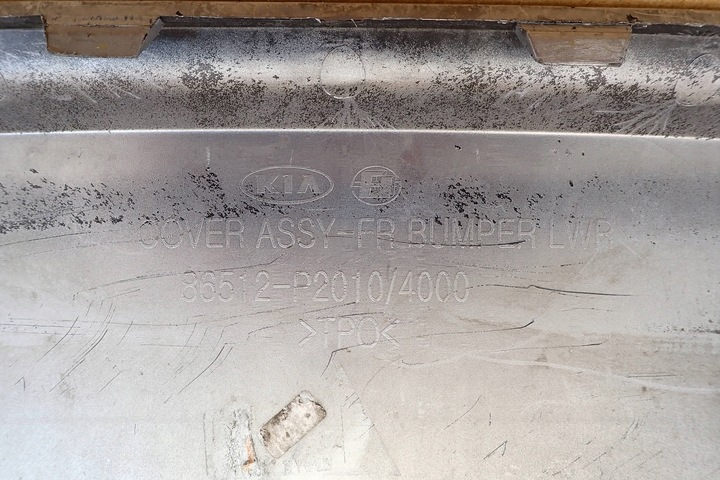 KIA
COVER ASSY-FR BUMPER LWR
86512-P2010/4000
>TPO<